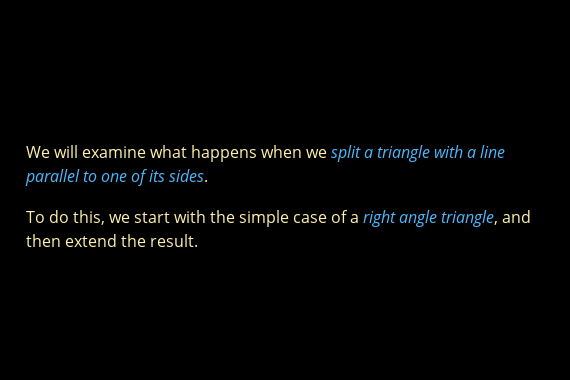 We will examine what happens when we split a triangle with a line
parallel to one of its sides.
To do this, we start with the simple case of a right angle triangle, and
then extend the result.